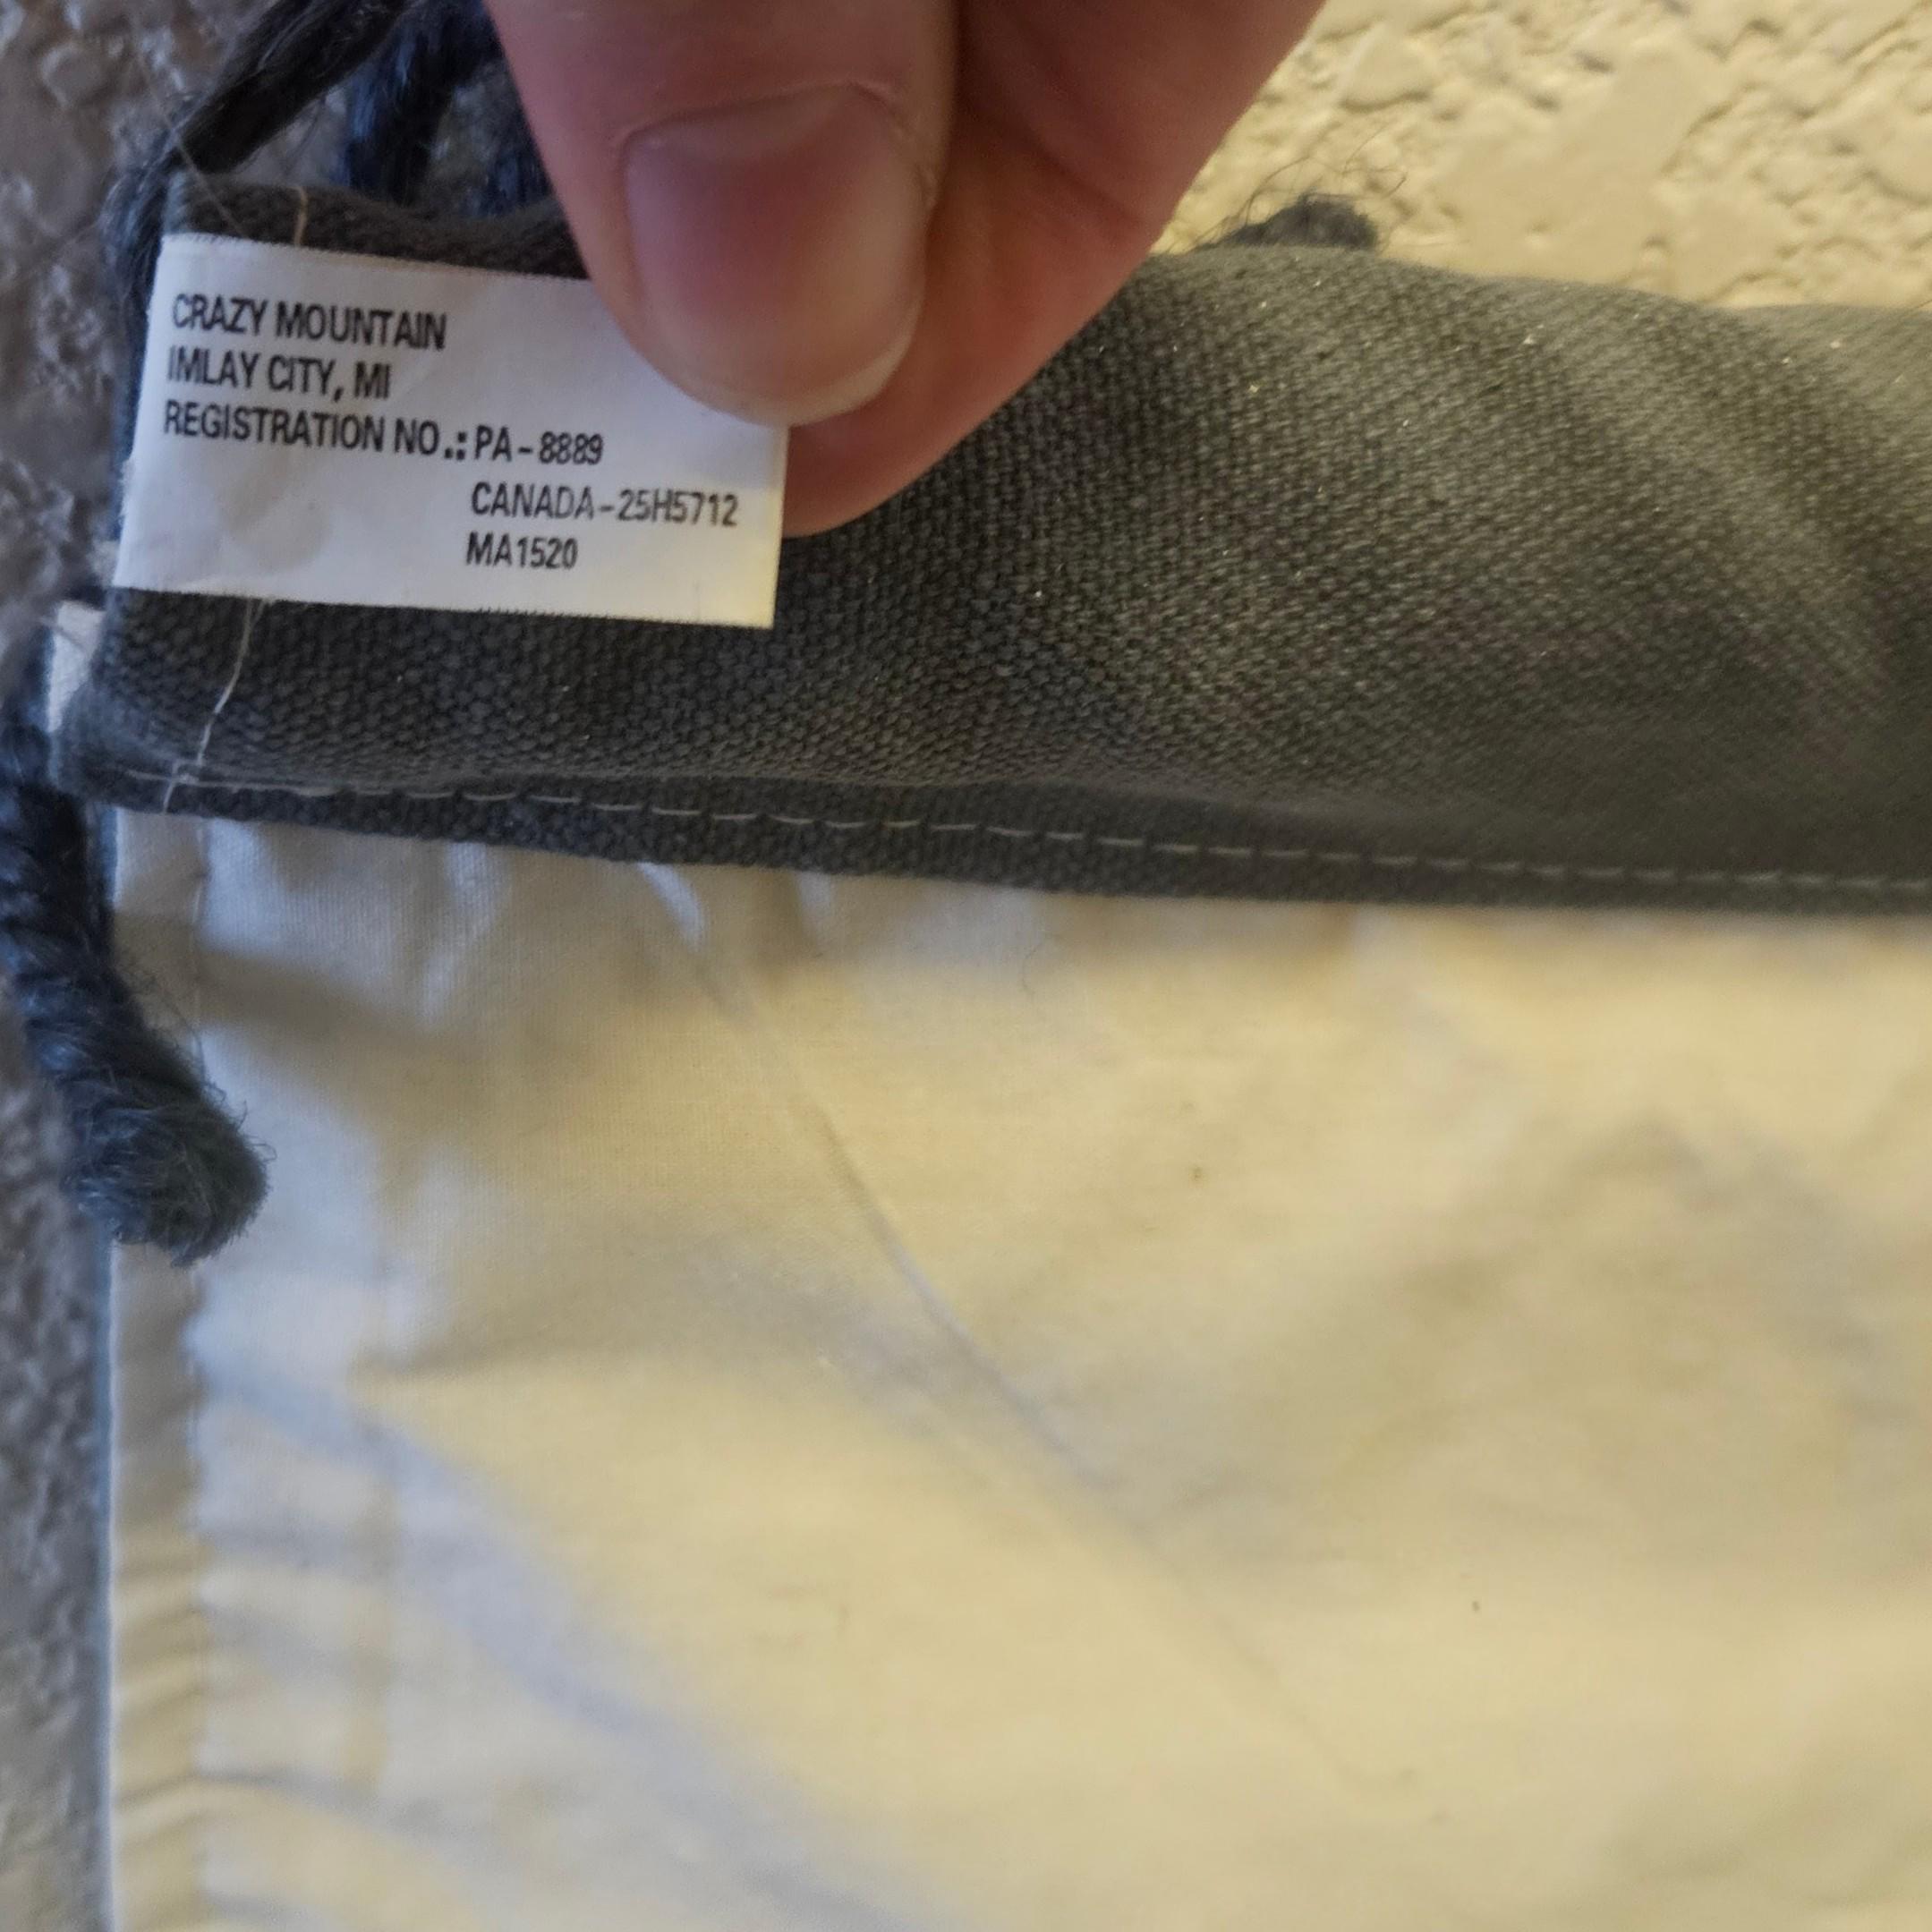 CRAZY MOUNTAIN
IMLAY CITY, MI
REGISTRATION NO.: PA-8889
CANADA-25H5712
MA1520